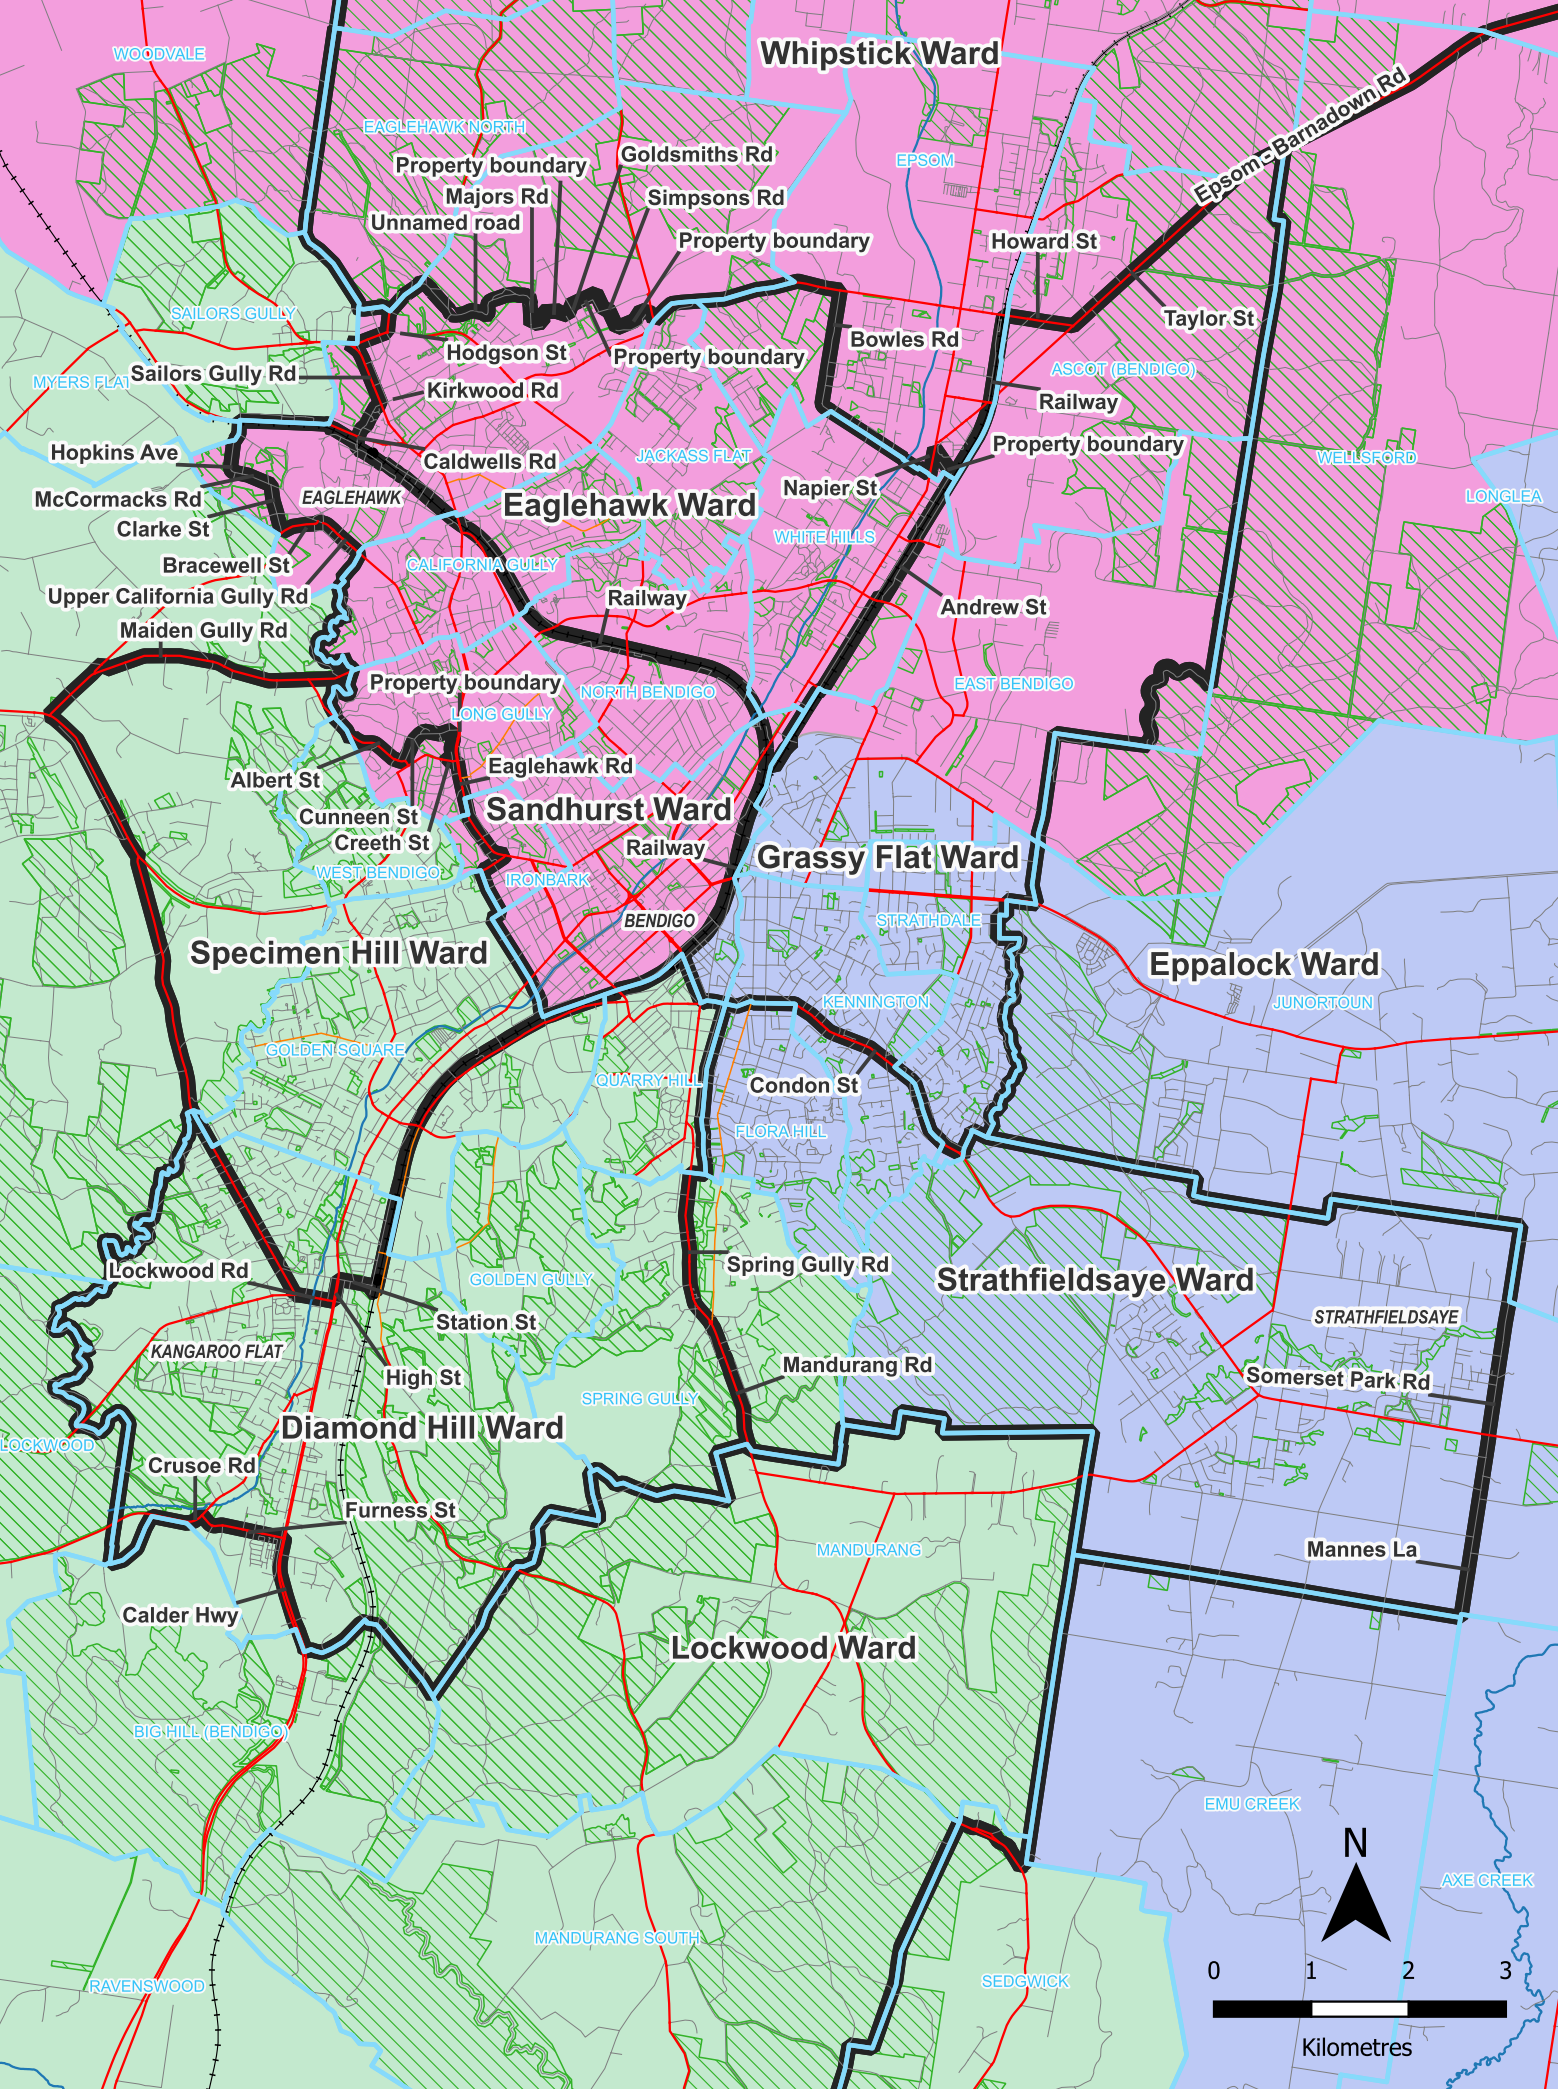 Whipstick Ward
WOODVALE
Epsom - Barnadown Rd
EAGLEHAWK NORTH
Goldsmiths Rd
EPSOM
Property boundary
Majors Rd
Simpsons Rd
Unnamed road
Property boundary
Howard St
SAILORS GULLY
Taylor St
Bowles Rd
Hodgson St
Property boundary
ASCOT (BENDIGO)
Sailors Gully Rd
MYERS FLAT
Kirkwood Rd
Railway
Property boundary
Hopkins Ave
Caldwells Rd
JACKASS FLAT
WELLSFORD
Napier St
McCormacks Rd
EAGLEHAWK
Eaglehawk Ward
LONGLEA
Clarke St
WHITE HILLS
Bracewell St
CALIFORNIA GULLY
Upper California Gully Rd
Railway
Andrew St
Maiden Gully Rd
Property boundary
NORTH BENDIGO
EAST BENDIGO
LONG GULLY
Albert St
Eaglehawk Rd
Sandhurst Ward
Cunneen St
Creeth St
Railway
Grassy Flat Ward
WEST BENDIGO
IRONBARK
BENDIGO
STRATHDALE
Specimen Hill Ward
Eppalock Ward
KENNINGTON
JUNORTOUN
GOLDEN SQUARE
QUARRY HILL
Condon St
FLORA HILL
Lockwood Rd
GOLDEN GULLY
Spring Gully Rd
Strathfieldsaye Ward
Station St
STRATHFIELDSAYE
KANGAROO FLAT
High St
Mandurang Rd
Somerset Park Rd
SPRING GULLY
Diamond Hill Ward
LOCKWOOD
Crusoe Rd
Furness St
MANDURANG
Mannes La
Calder Hwy
Lockwood Ward
BIG HILL (BENDIGO)
EMU CREEK
N
AXE CREEK
MANDURANG SOUTH
RAVENSWOOD
SEDGWICK
0 1 2 3
Kilometres